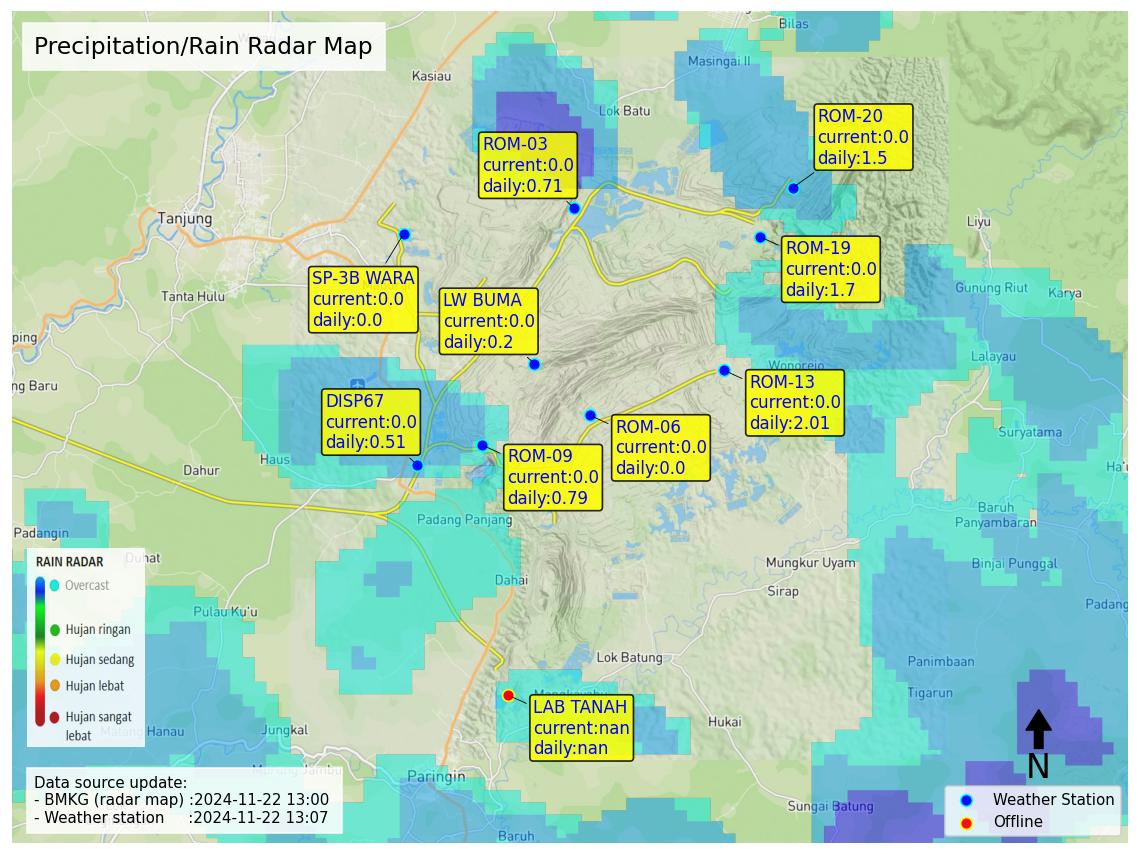 Precipitation/Rain Radar Map
Bilas
Masingai II
Kasiau
Lok Batu
ROM-20
current:0.0
daily:1.5
ROM-03
current:0.0
daily:0.71
Tanjung
Liyu
ROM-19
current:0.0
daily:1.7
SP-3B WARA
current:0.0
daily:0.0
Tanta Hulu
LW BUMA
current:0.0
daily:0.2
Gunung Riut
Karya
ping
Lalayau
Wonorejo
ng Baru
ROM-13
current:0.0
daily:2.01
DISP67
current:0.0
daily:0.51
ROM-06
current:0.0
daily:0.0
Suryatama
Haus
Dahur
ROM-09
current:0.0
daily:0.79
Ha'u
Padang Panjang
Baruh
Panyambaran
Padangin
Duhat
Mungkur Uyam
Binjai Punggal
RAIN RADAR
Overcast
Hujan ringan
Hujan sedang
Hujan lebat
Hujan sangat
lebat
Dahai
Sirap
Padang
Pulau Ku'u
Lok Batung
Panimbaan
Tigarun
LAB TANAH
current:nan
daily:nan
Hukai
Matang Hanau
Jungkal
Murung Jambu
Paringin
N
Sungai Batung
Baruh
Data source update:
- BMKG (radar map) :2024-11-22 13:00
- Weather station :2024-11-22 13:07
Weather Station
Offline